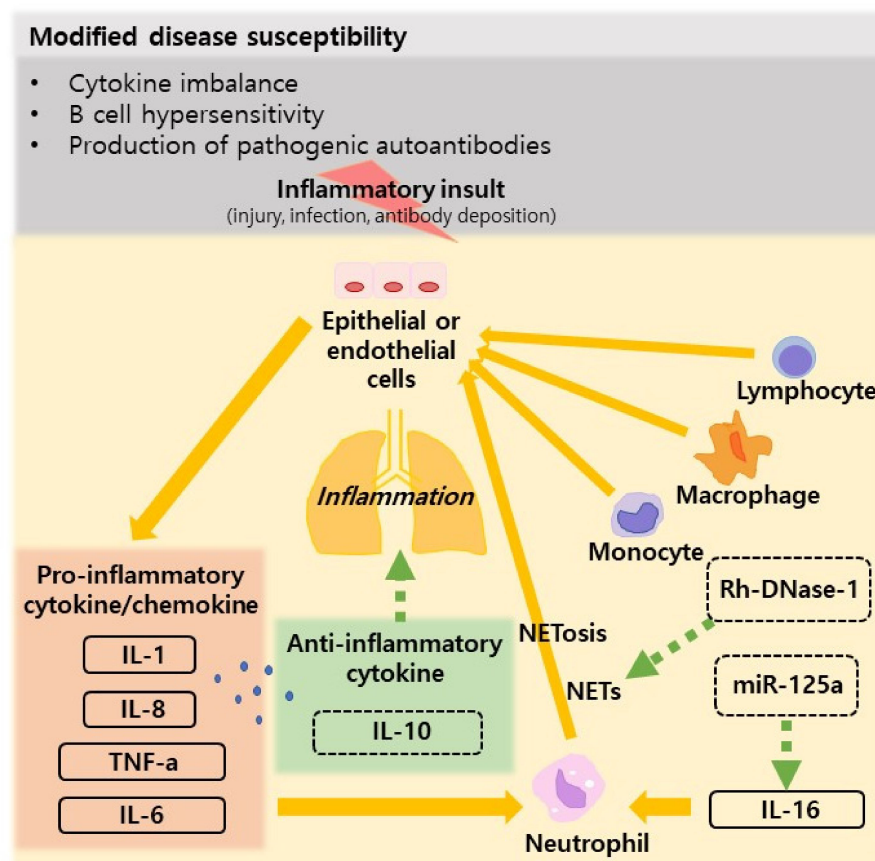 Modified disease susceptibility
• Cytokine imbalance
• B cell hypersensitivity
• Production of pathogenic autoantibodies
Inflammatory insult
(injury, infection, antibody deposition)
Epithelial or
endothelial
cells
Lymphocyte
Macrophage
Monocyte
Inflammation
Pro-inflammatory
cytokine/chemokine
IL-1
IL-8
TNF-a
IL-6
Anti-inflammatory
cytokine
IL-10
NETosis
NETs
Rh-DNase-1
miR-125a
IL-16
Neutrophil